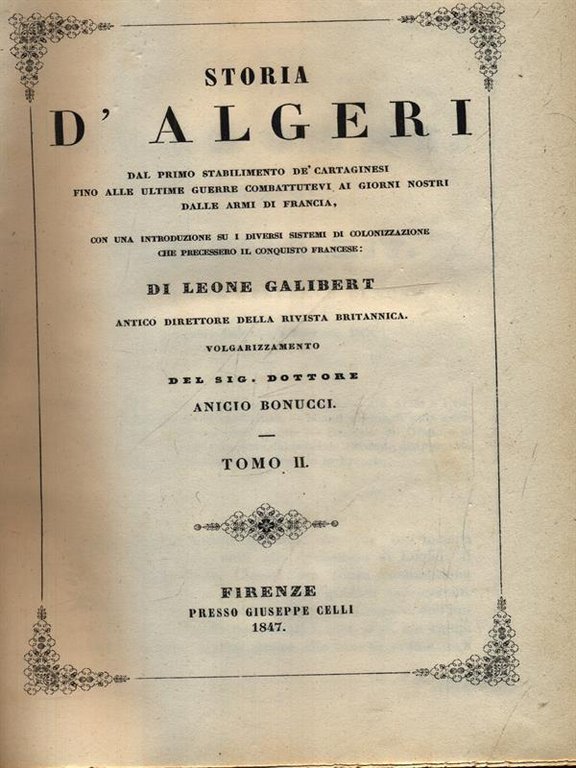 STORIA
D' ALGERI
DAL PRIMO STABILIMENTO DE' CARTAGINESI
FINO ALLE ULTIME GUERRE COMBATTUTEVI AI GIORNI NOSTRI
DALLE ARMI DI FRANCIA,
CON UNA INTRODUZIONE SU I DIVERSI SISTEMI DI COLONIZZAZIONE
CHE PRECESSERO IL CONQUISTO FRANCESE:
DI LEONE GALIBERT
ANTICO DIRETTORE DELLA RIVISTA BRITANNICA.
VOLGARIZZAMENTO
DEL SIG. DOTTORE
ANICIO BONUCCI.
TOMO II.
FIRENZE
PRESSO GIUSEPPE CELLI
1847.